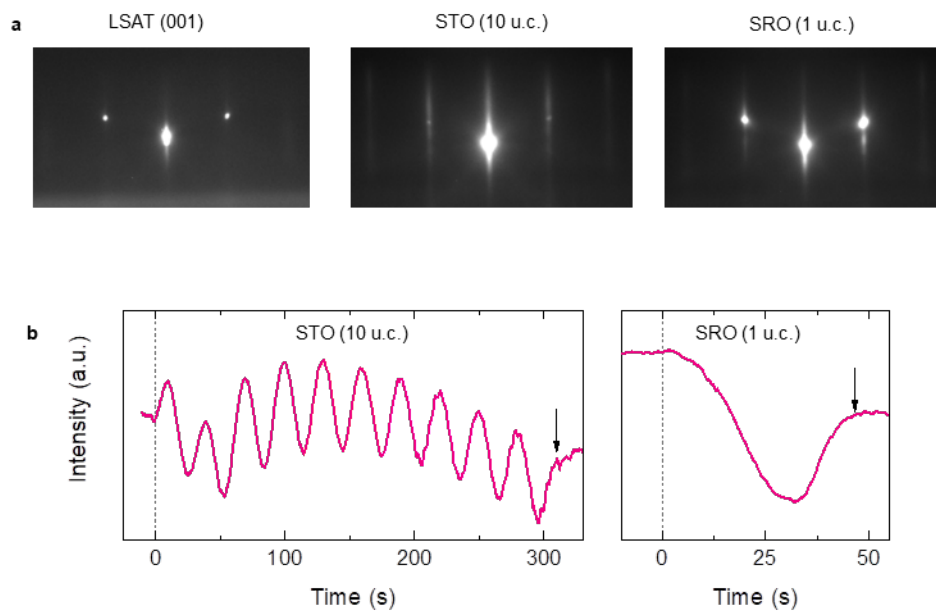 a
LSAT (001)
STO (10 u.c.)
SRO (1 u.c.)
b
STO (10 u.c.)
SRO (1 u.c.)
Intensity (a.u.)
0
100
200
300
0
25
50
Time (s)
Time (s)